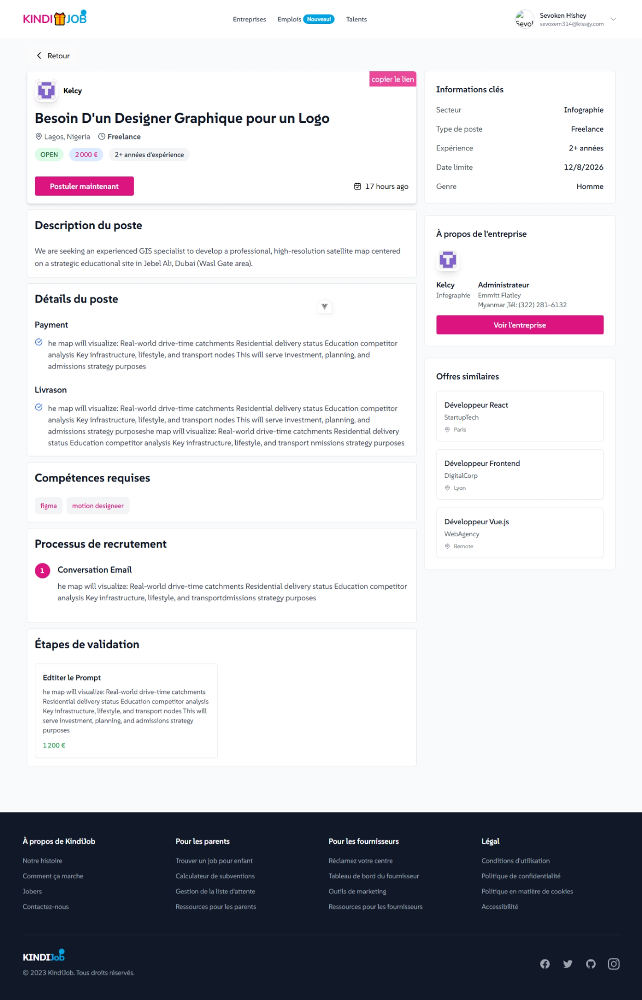 KINDI JOB
Entreprises Emplois Nouveau! Talents
Sevoken Hishey
sevoxem314@kissgy.com
Retour
copier le lien
Kelcy
Besoin D'un Designer Graphique pour un Logo
Lagos, Nigeria Freelance
OPEN 2 000 € 2+ années d'expérience
Postuler maintenant 17 hours ago
Description du poste
We are seeking an experienced GIS specialist to develop a professional, high-resolution satellite map centered
on a strategic educational site in Jebel Ali, Dubai (Wasl Gate area).
Détails du poste
Payment
he map will visualize: Real-world drive-time catchments Residential delivery status Education competitor
analysis Key infrastructure, lifestyle, and transport nodes This will serve investment, planning, and
admissions strategy purposes
Livrason
he map will visualize: Real-world drive-time catchments Residential delivery status Education competitor
analysis Key infrastructure, lifestyle, and transport nodes This will serve investment, planning, and
admissions strategy purposeshe map will visualize: Real-world drive-time catchments Residential delivery
status Education competitor analysis Key infrastructure, lifestyle, and transport nmissions strategy purposes
Compétences requises
figma motion designeer
Processus de recrutement
1 Conversation Email
he map will visualize: Real-world drive-time catchments Residential delivery status Education competitor
analysis Key infrastructure, lifestyle, and transportdmissions strategy purposes
Étapes de validation
Edtiter le Prompt
he map will visualize: Real-world drive-time catchments
Residential delivery status Education competitor analysis
Key infrastructure, lifestyle, and transport nodes This will
serve investment, planning, and admissions strategy
purposes
1 200 €
Informations clés
Secteur Infographie
Type de poste Freelance
Expérience 2+ années
Date limite 12/8/2026
Genre Homme
À propos de l'entreprise
Kelcy
Infographie
Administrateur
Emmitt Flatley
Myanmar ,Tél: (322) 281-6132
Voir l'entreprise
Offres similaires
Développeur React
StartupTech
Paris
Développeur Frontend
DigitalCorp
Lyon
Développeur Vue.js
WebAgency
Remote
À propos de KindiJob
Notre histoire
Comment ça marche
Jobers
Contactez-nous
Pour les parents
Trouver un job pour enfant
Calculateur de subventions
Gestion de la liste d'attente
Ressources pour les parents
Pour les fournisseurs
Réclamez votre centre
Tableau de bord du fournisseur
Outils de marketing
Ressources pour les fournisseurs
Légal
Conditions d'utilisation
Politique de confidentialité
Politique en matière de cookies
Accessibilité
KINDIJob
© 2023 KindiJob. Tous droits réservés.